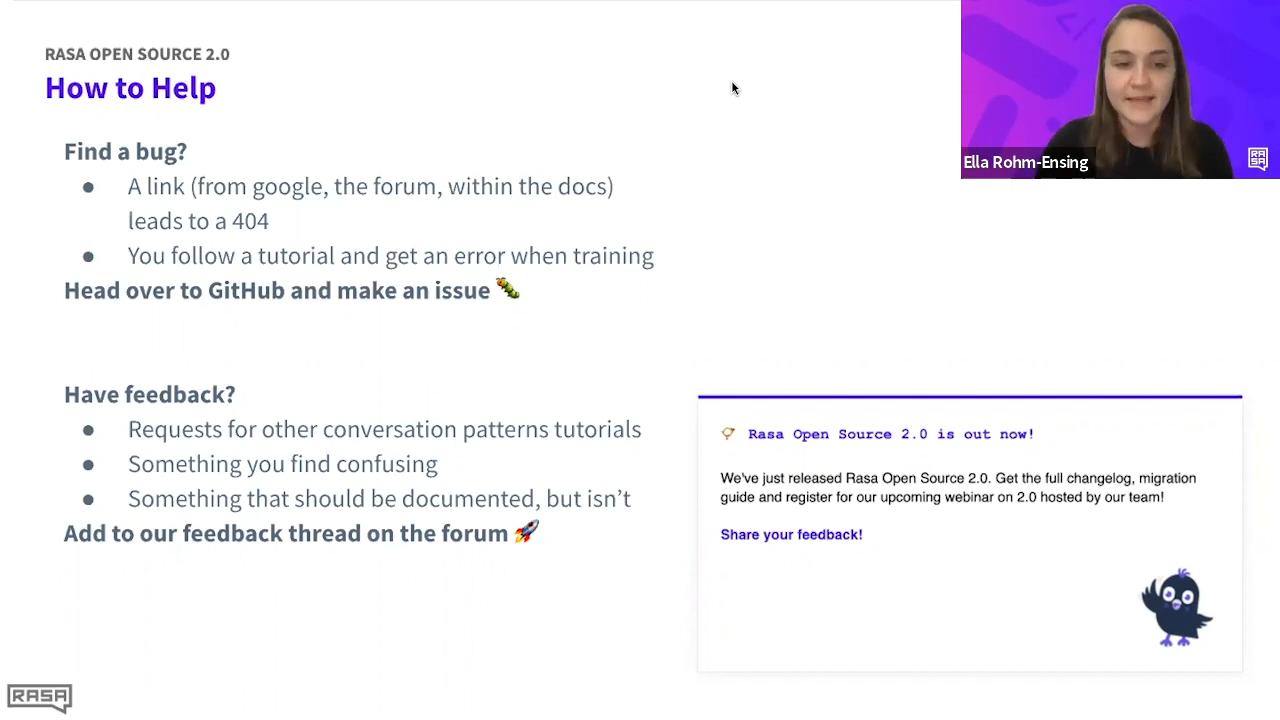 RASA OPEN SOURCE 2.0
How to Help
Find a bug?
● A link (from google, the forum, within the docs)
leads to a 404
● You follow a tutorial and get an error when training
Head over to GitHub and make an issue 🐛
Have feedback?
● Requests for other conversation patterns tutorials
● Something you find confusing
● Something that should be documented, but isn’t
Add to our feedback thread on the forum 🚀
Ella Rohm-Ensing
RASA
Rasa Open Source 2.0 is out now!
We've just released Rasa Open Source 2.0. Get the full changelog, migration
guide and register for our upcoming webinar on 2.0 hosted by our team!
Share your feedback!
RASA